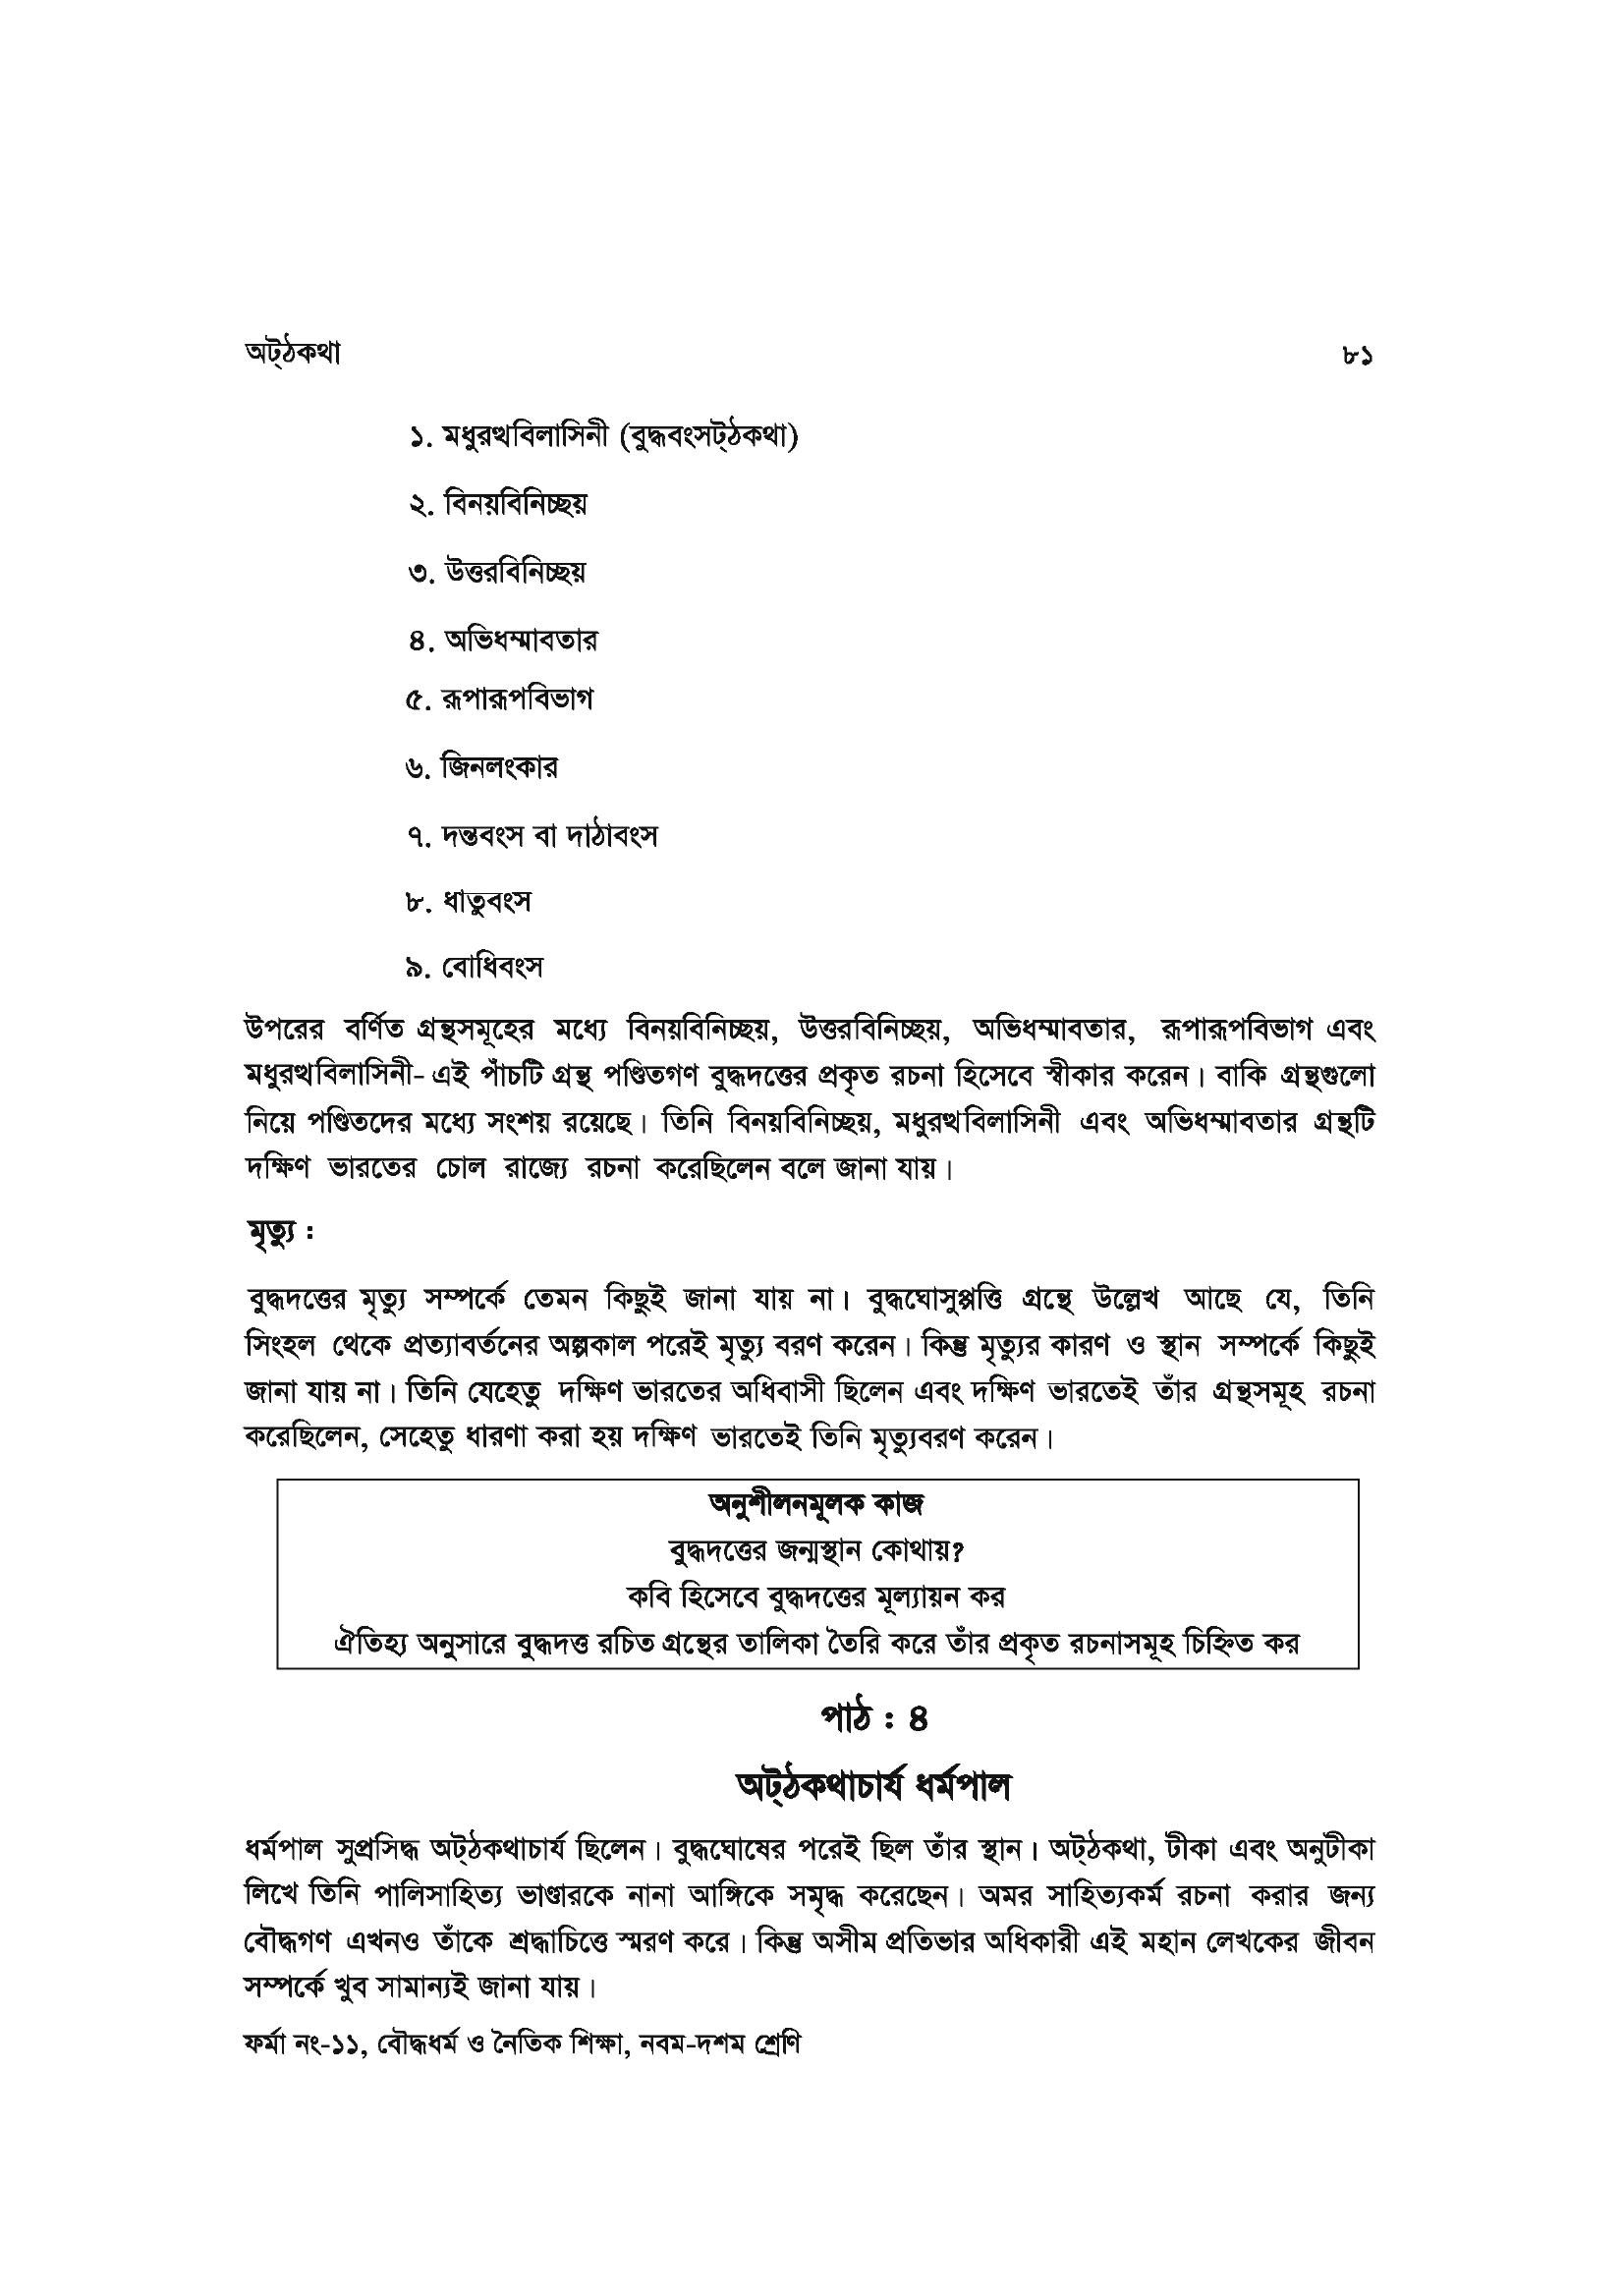 অট্‌ঠকথা ৮১
১. মধুরত্থবিলাসিনী (বুদ্ধবংসট্‌ঠকথা)
২. বিনয়বিনিচ্ছয়
৩. উত্তরবিনিচ্ছয়
৪. অভিধম্মাবতার
৫. রূপারূপবিভাগ
৬. জিনলংকার
৭. দন্তবংস বা দাঠাবংস
৮. ধাতুবংস
৯. বোধিবংস
উপরের বর্ণিত গ্রন্থসমূহের মধ্যে বিনয়বিনিচ্ছয়, উত্তরবিনিচ্ছয়, অভিধম্মাবতার, রূপারূপবিভাগ এবং
মধুরত্থবিলাসিনী- এই পাঁচটি গ্রন্থ পণ্ডিতগণ বুদ্ধদত্তের প্রকৃত রচনা হিসেবে স্বীকার করেন। বাকি গ্রন্থগুলো
নিয়ে পণ্ডিতদের মধ্যে সংশয় রয়েছে। তিনি বিনয়বিনিচ্ছয়, মধুরত্থবিলাসিনী এবং অভিধম্মাবতার গ্রন্থটি
দক্ষিণ ভারতের চোল রাজ্যে রচনা করেছিলেন বলে জানা যায়।
মৃত্যু :
বুদ্ধদত্তের মৃত্যু সম্পর্কে তেমন কিছুই জানা যায় না। বুদ্ধঘোসুপ্পত্তি গ্রন্থে উল্লেখ আছে যে, তিনি
সিংহল থেকে প্রত্যাবর্তনের অল্পকাল পরেই মৃত্যু বরণ করেন। কিন্তু মৃত্যুর কারণ ও স্থান সম্পর্কে কিছুই
জানা যায় না। তিনি যেহেতু দক্ষিণ ভারতের অধিবাসী ছিলেন এবং দক্ষিণ ভারতেই তাঁর গ্রন্থসমূহ রচনা
করেছিলেন, সেহেতু ধারণা করা হয় দক্ষিণ ভারতেই তিনি মৃত্যুবরণ করেন।
অনুশীলনমূলক কাজ
বুদ্ধদত্তের জন্মস্থান কোথায়?
কবি হিসেবে বুদ্ধদত্তের মূল্যায়ন কর
ঐতিহ্য অনুসারে বুদ্ধদত্ত রচিত গ্রন্থের তালিকা তৈরি করে তাঁর প্রকৃত রচনাসমূহ চিহ্নিত কর
পাঠ : ৪
অট্‌ঠকথাচার্য ধর্মপাল
ধর্মপাল সুপ্রসিদ্ধ অট্‌ঠকথাচার্য ছিলেন। বুদ্ধঘোষের পরেই ছিল তাঁর স্থান। অট্‌ঠকথা, টীকা এবং অনুটীকা
লিখে তিনি পালিসাহিত্য ভাণ্ডারকে নানা আঙ্গিকে সমৃদ্ধ করেছেন। অমর সাহিত্যকর্ম রচনা করার জন্য
বৌদ্ধগণ এখনও তাঁকে শ্রদ্ধাচিত্তে স্মরণ করে। কিন্তু অসীম প্রতিভার অধিকারী এই মহান লেখকের জীবন
সম্পর্কে খুব সামান্যই জানা যায়।
ফর্মা নং-১১, বৌদ্ধধর্ম ও নৈতিক শিক্ষা, নবম-দশম শ্রেণি